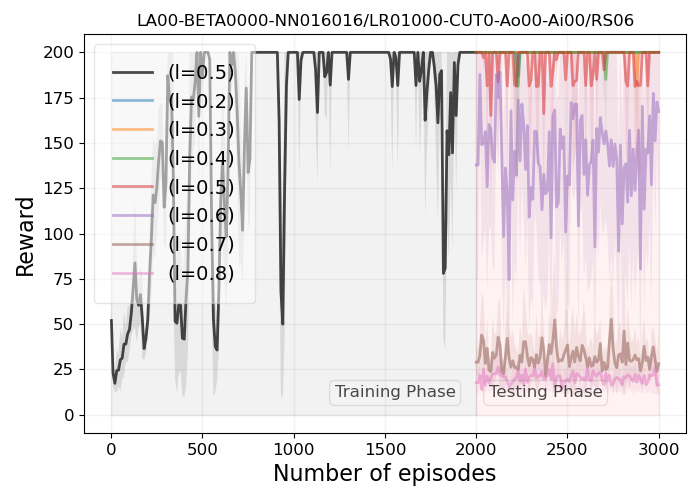 LA00-BETA0000-NN016016/LR01000-CUT0-Ao00-Ai00/RS06
200
175
150
125
100
75
50
25
0
Reward
(l=0.5)
(l=0.2)
(l=0.3)
(l=0.4)
(l=0.5)
(l=0.6)
(l=0.7)
(l=0.8)
Training Phase
Testing Phase
0
500
1000
1500
2000
2500
3000
Number of episodes